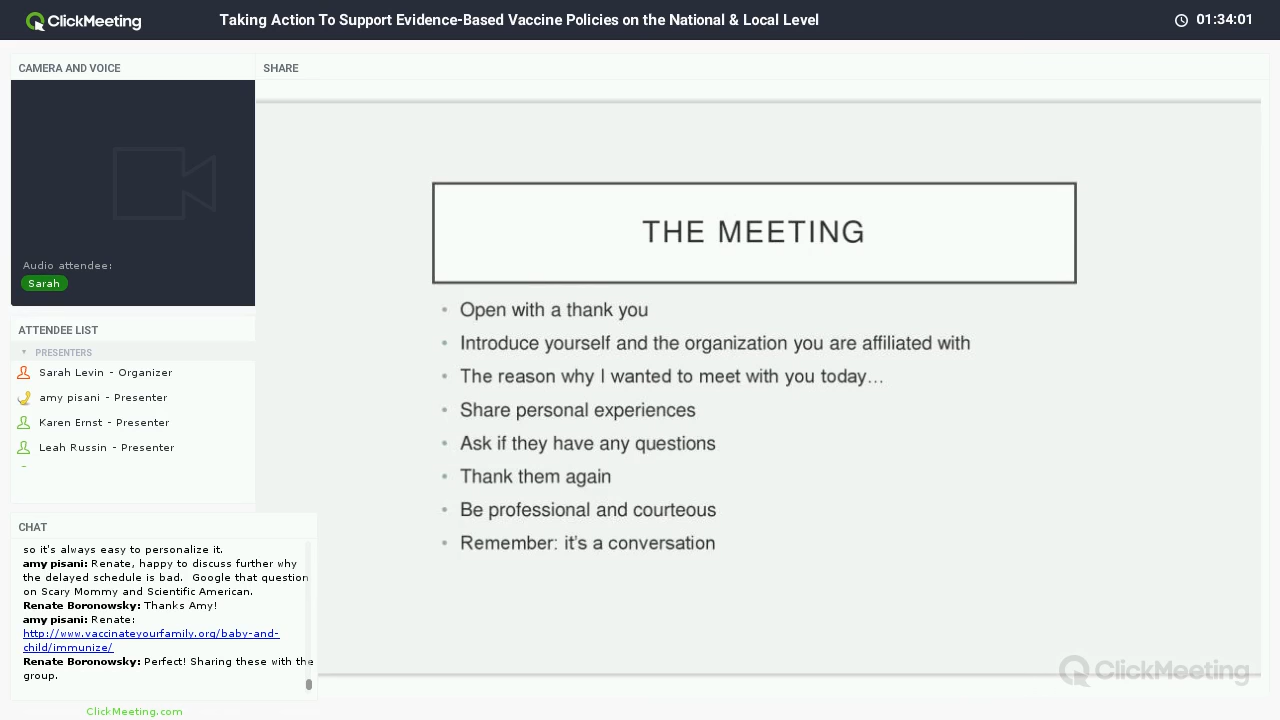 ClickMeeting
Taking Action To Support Evidence-Based Vaccine Policies on the National & Local Level
01:34:01
CAMERA AND VOICE
SHARE
Audio attendee:
Sarah
ATTENDEE LIST
PRESENTERS
Sarah Levin - Organizer
amy pisani - Presenter
Karen Ernst - Presenter
Leah Russin - Presenter
THE MEETING
• Open with a thank you
• Introduce yourself and the organization you are affiliated with
• The reason why I wanted to meet with you today...
• Share personal experiences
• Ask if they have any questions
• Thank them again
• Be professional and courteous
• Remember: it's a conversation
CHAT
so it's always easy to personalize it.
amy pisani: Renate, happy to discuss further why
the delayed schedule is bad. Google that question
on Scary Mommy and Scientific American.
Renate Boronowsky: Thanks Amy!
amy pisani: Renate:
http://www.vaccinateyourfamily.org/baby-and-
child/immunize/
Renate Boronowsky: Perfect! Sharing these with the
group.
ClickMeeting
ClickMeeting.com